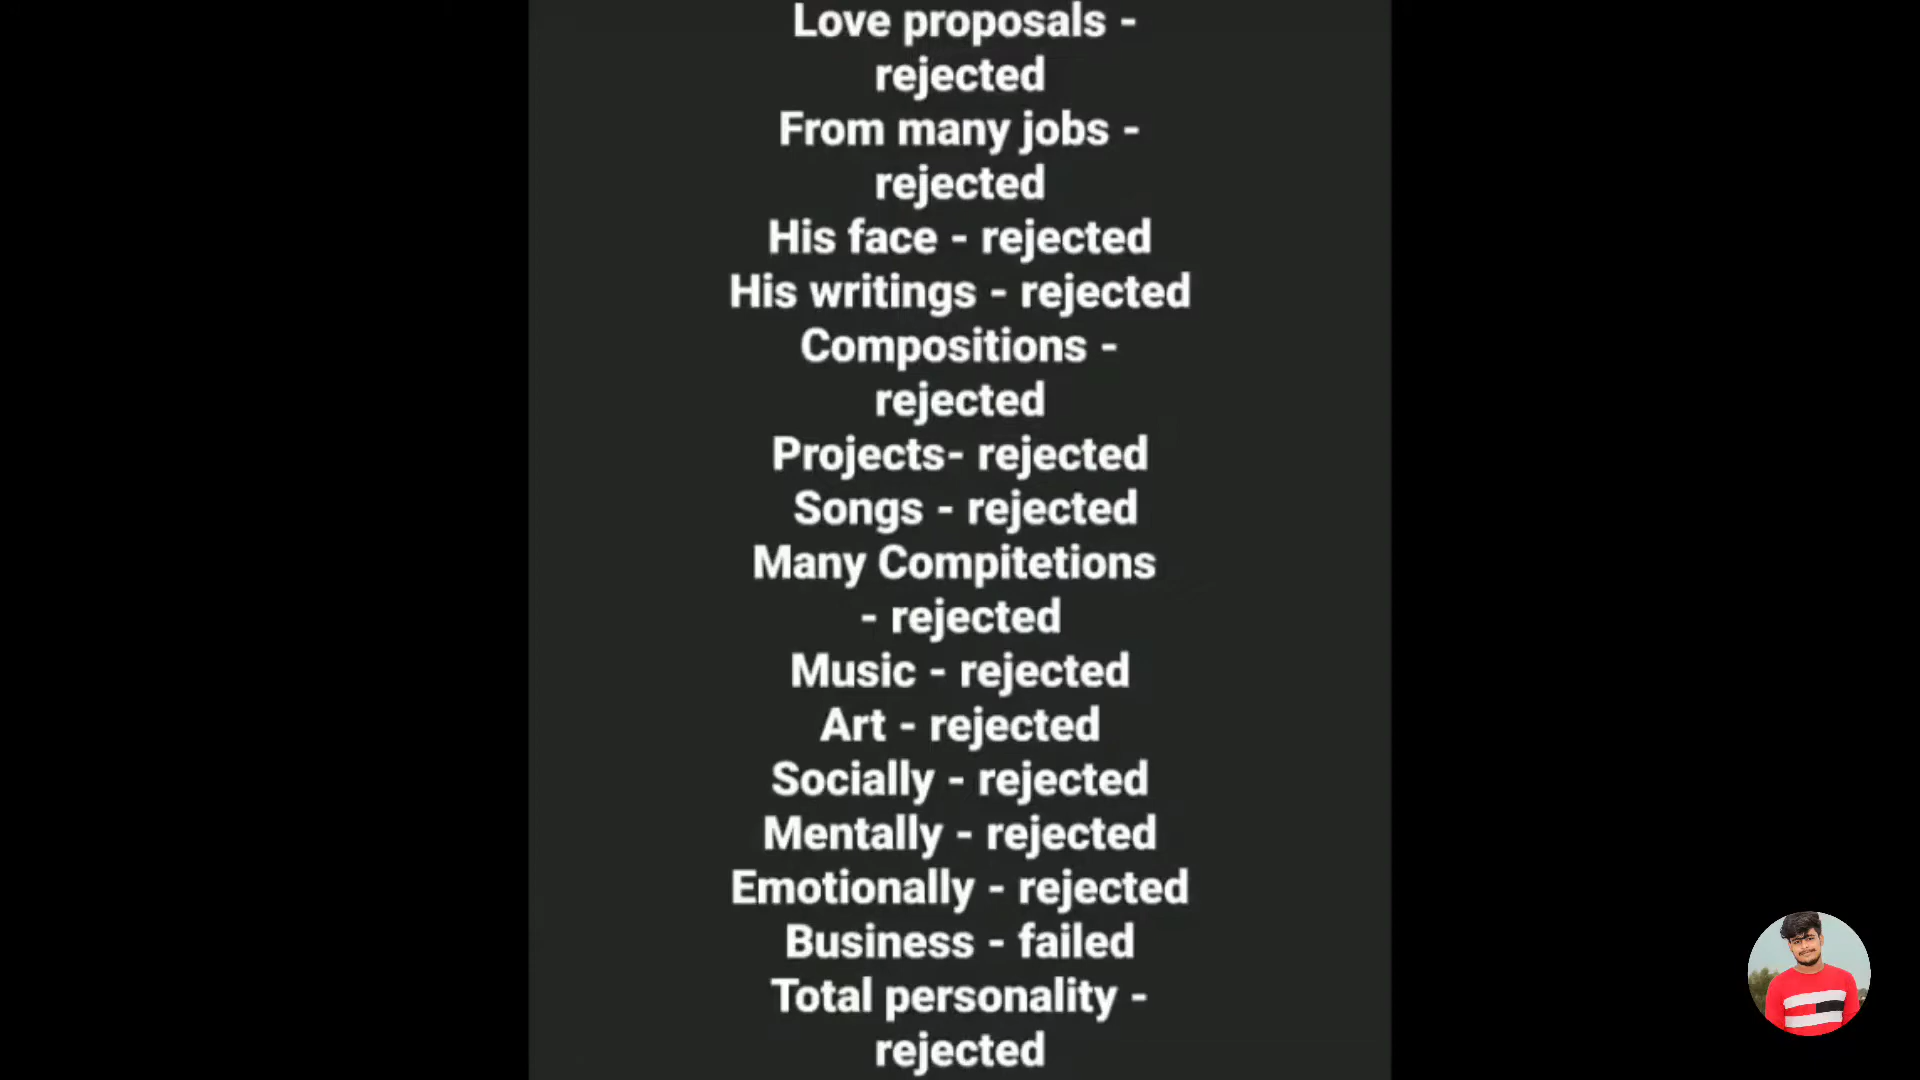 Love proposals -
rejected
From many jobs -
rejected
His face - rejected
His writings - rejected
Compositions -
rejected
Projects- rejected
Songs - rejected
Many Compitetions
- rejected
Music - rejected
Art - rejected
Socially - rejected
Mentally - rejected
Emotionally - rejected
Business - failed
Total personality -
rejected